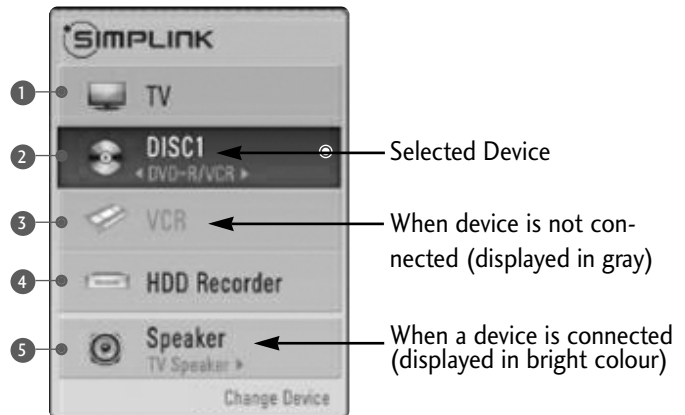 SIMPLINK
1 TV
2 DISC1 Selected Device
◄ DVD-R/VCR ►
3 VCR When device is not con-
nected (displayed in gray)
4 HDD Recorder
5 Speaker When a device is connected
TV Speaker ► (displayed in bright colour)
Change Device